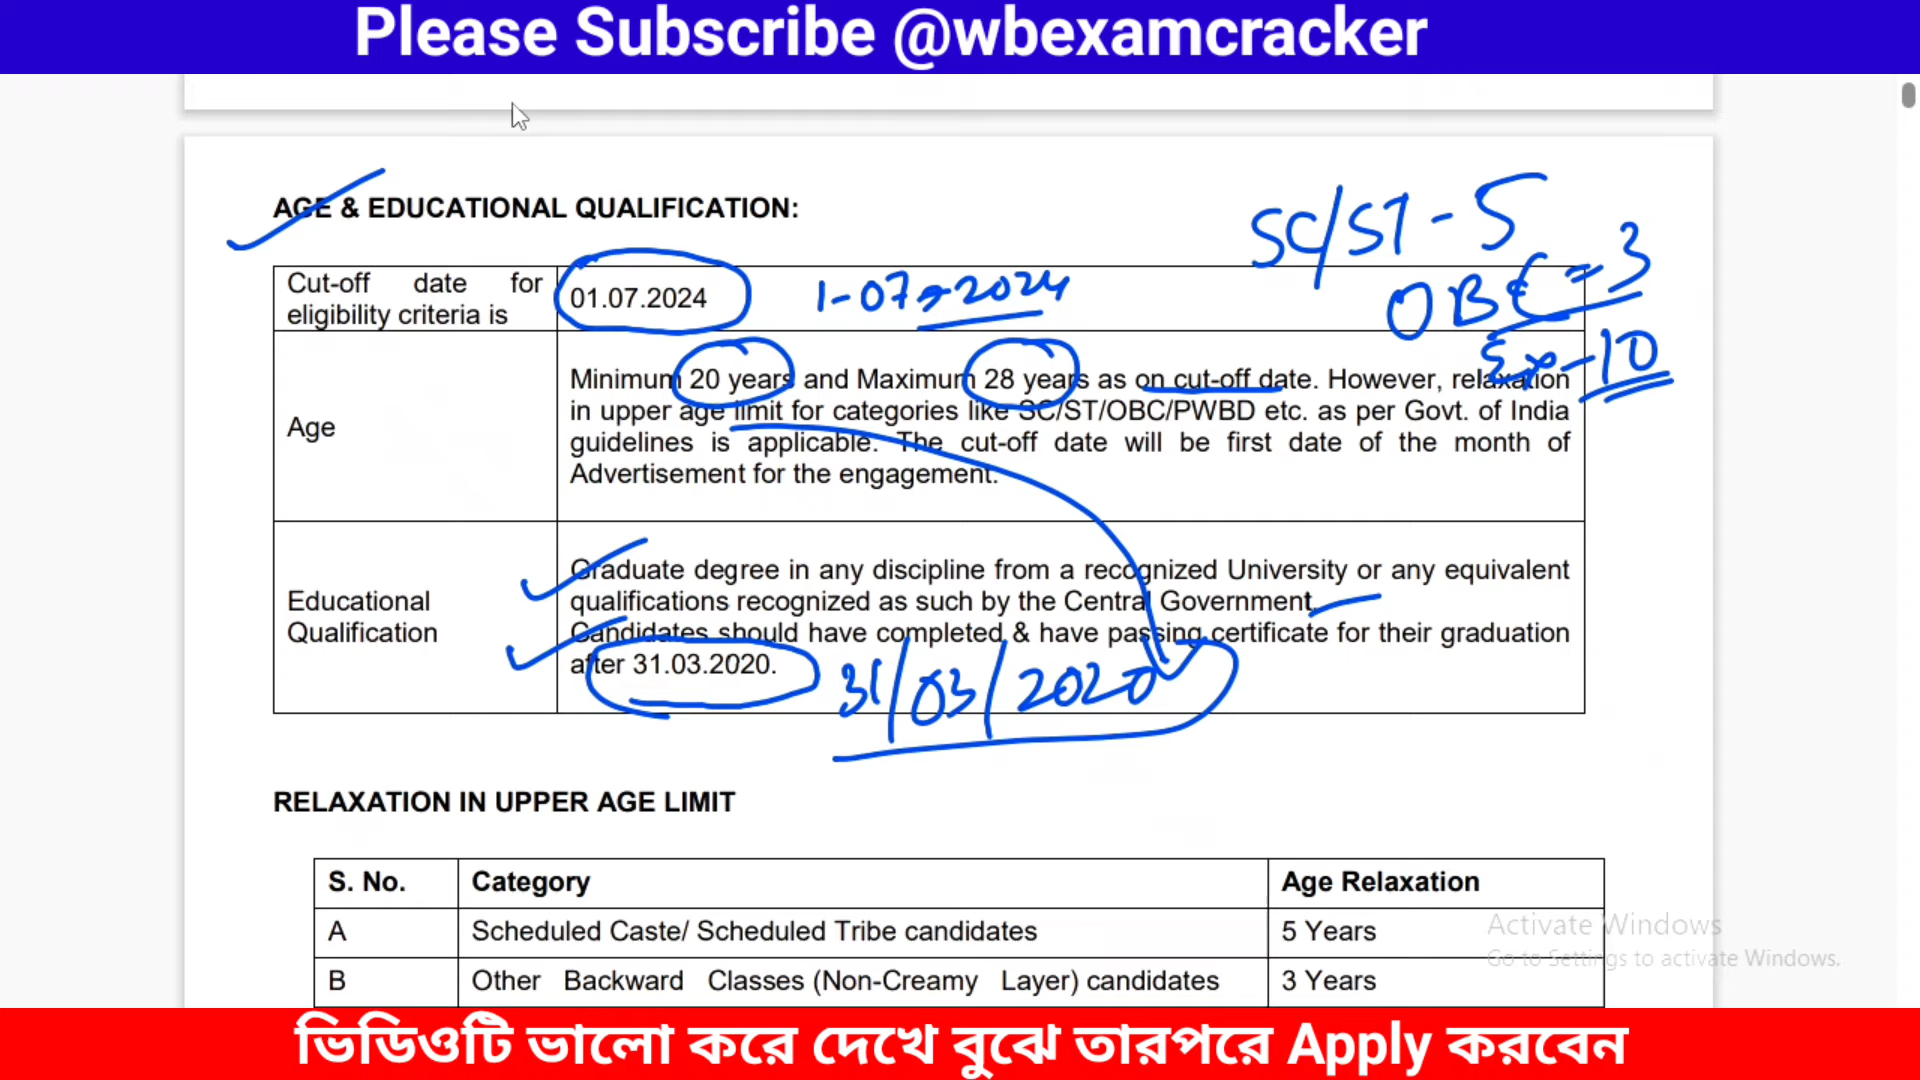 Please Subscribe @wbexamcracker
AGE & EDUCATIONAL QUALIFICATION:
SC/ST - 5
OBC = 3
Ex - 10
Cut-off date for
eligibility criteria is
01.07.2024
1-07-2024
Age
Minimum 20 years and Maximum 28 years as on cut-off date. However, relaxation
in upper age limit for categories like SC/ST/OBC/PWBD etc. as per Govt. of India
guidelines is applicable. The cut-off date will be first date of the month of
Advertisement for the engagement.
Educational
Qualification
Graduate degree in any discipline from a recognized University or any equivalent
qualifications recognized as such by the Central Government.
Candidates should have completed & have passing certificate for their graduation
after 31.03.2020.
31/03/2020
RELAXATION IN UPPER AGE LIMIT
S. No. Category Age Relaxation
A Scheduled Caste/ Scheduled Tribe candidates 5 Years
B Other Backward Classes (Non-Creamy Layer) candidates 3 Years
Activate Windows
Go to Settings to activate Windows.
ভিডিওটি ভালো করে দেখে বুঝে তারপরে Apply করবেন